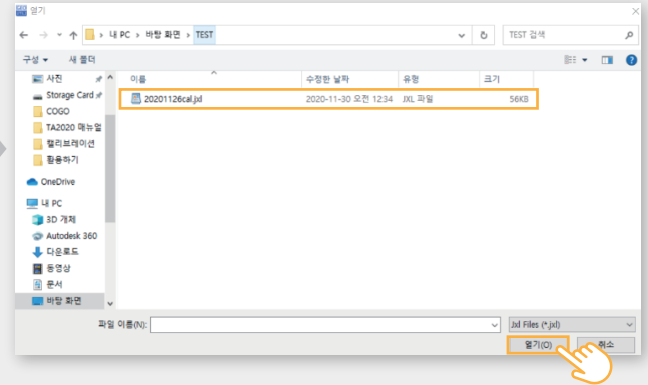 열기
내 PC > 바탕 화면 > TEST
TEST 검색
구성 새 폴더
이름 수정한 날짜 유형 크기
20201126cal.jxl 2020-11-30 오전 12:34 JXL 파일 56KB
사진
Storage Card
COGO
TA2020 매뉴얼
캘리브레이션
활용하기
OneDrive
내 PC
3D 개체
Autodesk 360
다운로드
동영상
문서
바탕 화면
파일 이름(N):
Jxl Files (*.jxl)
열기(O) 취소